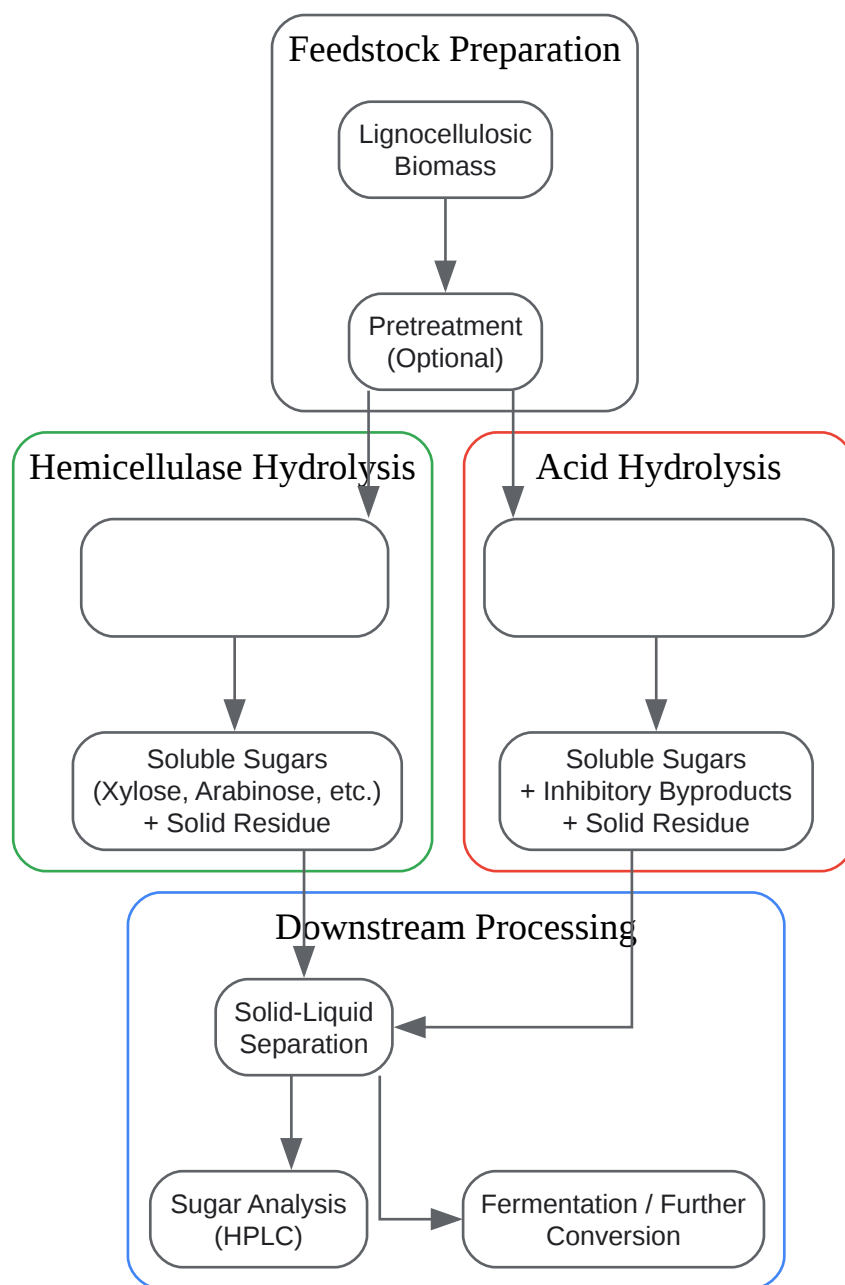 Feedstock Preparation
Lignocellulosic
Biomass
Pretreatment
(Optional)
Hemicellulase Hydrolysis
Acid Hydrolysis
Soluble Sugars
(Xylose, Arabinose, etc.)
+ Solid Residue
Soluble Sugars
+ Inhibitory Byproducts
+ Solid Residue
Downstream Processing
Solid-Liquid
Separation
Sugar Analysis
(HPLC)
Fermentation / Further
Conversion